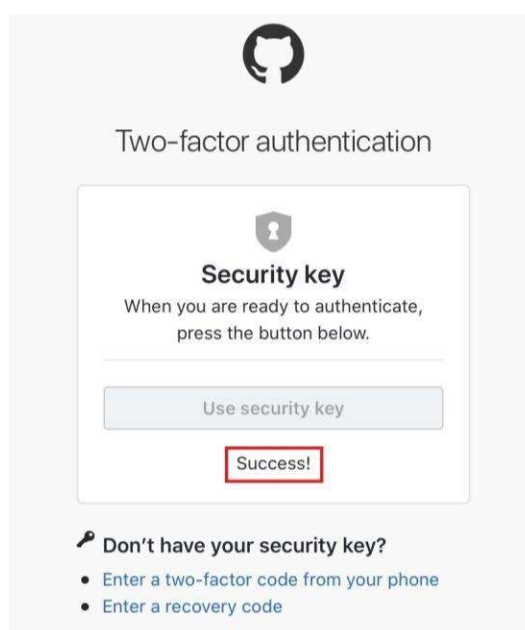 Two-factor authentication
Security key
When you are ready to authenticate,
press the button below.
Use security key
Success!
Don’t have your security key?
Enter a two-factor code from your phone
Enter a recovery code